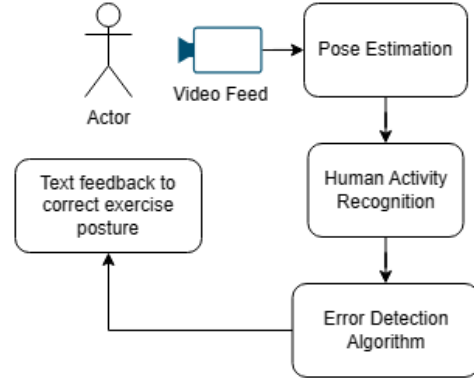 Pose Estimation
Video Feed
Actor
Text feedback to
correct exercise
posture
Human Activity
Recognition
Error Detection
Algorithm